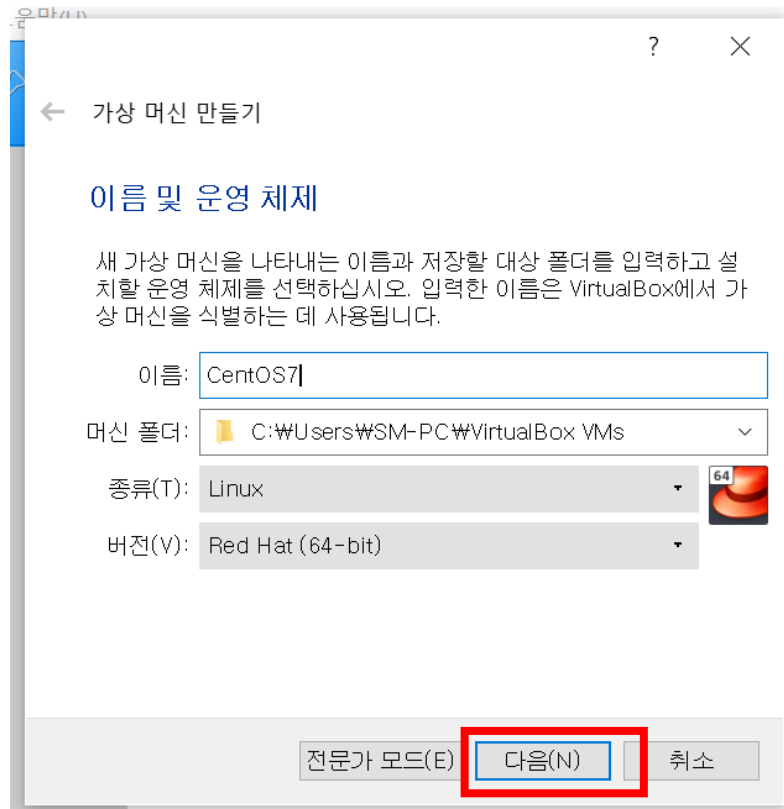 ?
가상 머신 만들기
이름 및 운영 체제
새 가상 머신을 나타내는 이름과 저장할 대상 폴더를 입력하고 설
치할 운영 체제를 선택하십시오. 입력한 이름은 VirtualBox에서 가
상 머신을 식별하는 데 사용됩니다.
이름: CentOS7
머신 폴더: C:₩Users₩SM-PC₩VirtualBox VMs
종류(T): Linux
64
버전(V): Red Hat (64-bit)
전문가 모드(E) 다음(N) 취소